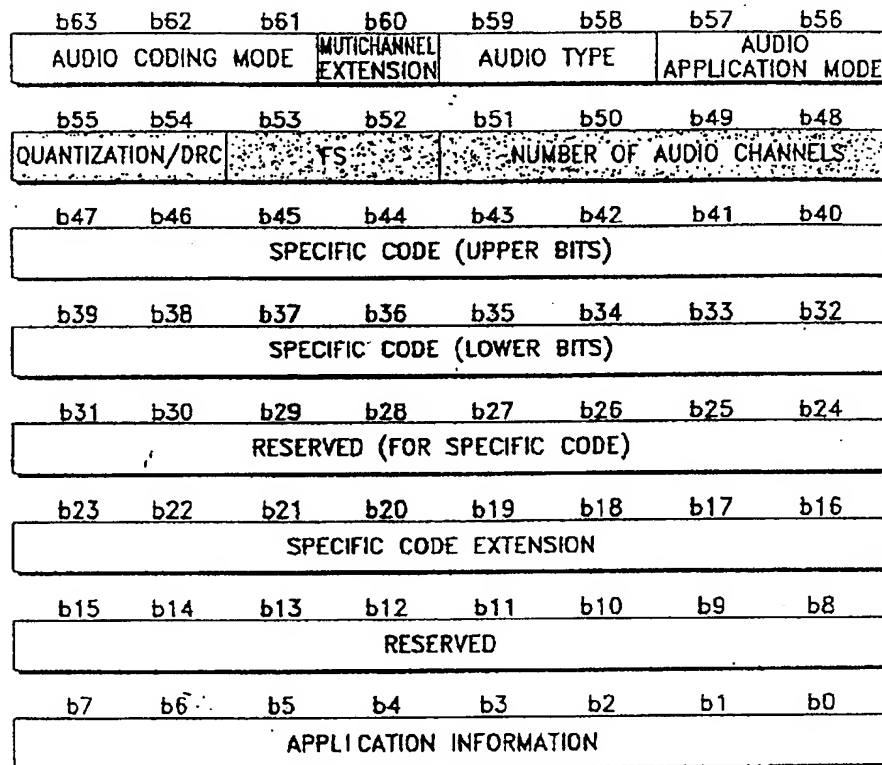 b63 b62 b61 b60 b59 b58 b57 b56
AUDIO CODING MODE MUTICHANNEL EXTENSION AUDIO TYPE AUDIO APPLICATION MODE
b55 b54 b53 b52 b51 b50 b49 b48
QUANTIZATION/DRC FS NUMBER OF AUDIO CHANNELS
b47 b46 b45 b44 b43 b42 b41 b40
SPECIFIC CODE (UPPER BITS)
b39 b38 b37 b36 b35 b34 b33 b32
SPECIFIC CODE (LOWER BITS)
b31 b30 b29 b28 b27 b26 b25 b24
RESERVED (FOR SPECIFIC CODE)
b23 b22 b21 b20 b19 b18 b17 b16
SPECIFIC CODE EXTENSION
b15 b14 b13 b12 b11 b10 b9 b8
RESERVED
b7 b6 b5 b4 b3 b2 b1 b0
APPLICATION INFORMATION